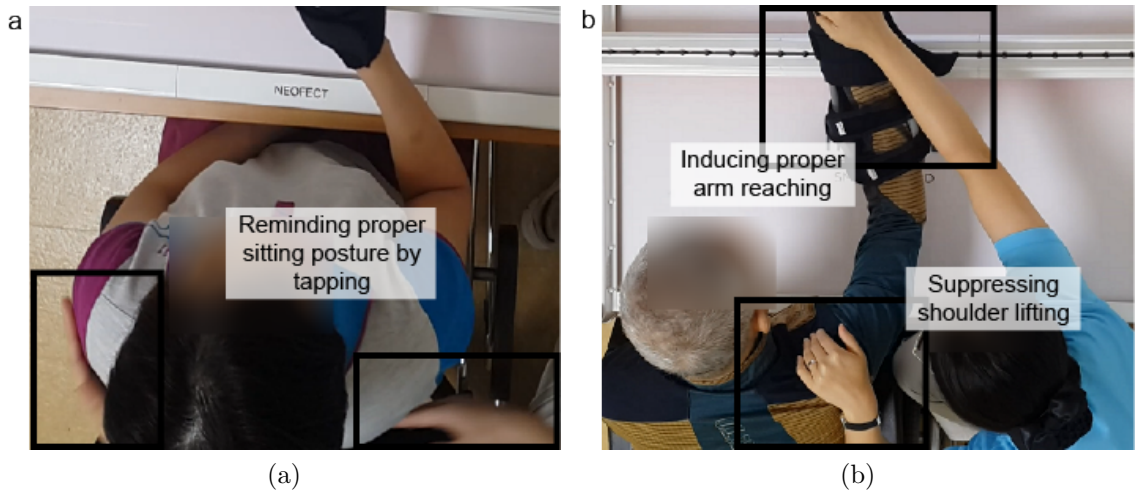 a
NEOFECT
Reminding proper
sitting posture by
tapping
b
Inducing proper
arm reaching
D
Suppressing
shoulder lifting
(a)
(b)